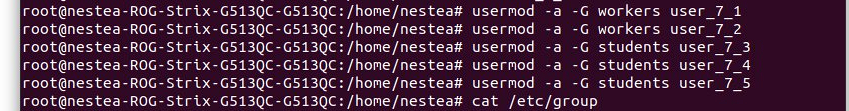 root@nestea-ROG-Strix-G513QC-G513QC:/home/nestea# usermod -a -G workers user_7_1
root@nestea-ROG-Strix-G513QC-G513QC:/home/nestea# usermod -a -G workers user_7_2
root@nestea-ROG-Strix-G513QC-G513QC:/home/nestea# usermod -a -G students user_7_3
root@nestea-ROG-Strix-G513QC-G513QC:/home/nestea# usermod -a -G students user_7_4
root@nestea-ROG-Strix-G513QC-G513QC:/home/nestea# usermod -a -G students user_7_5
root@nestea-ROG-Strix-G513QC-G513QC:/home/nestea# cat /etc/group